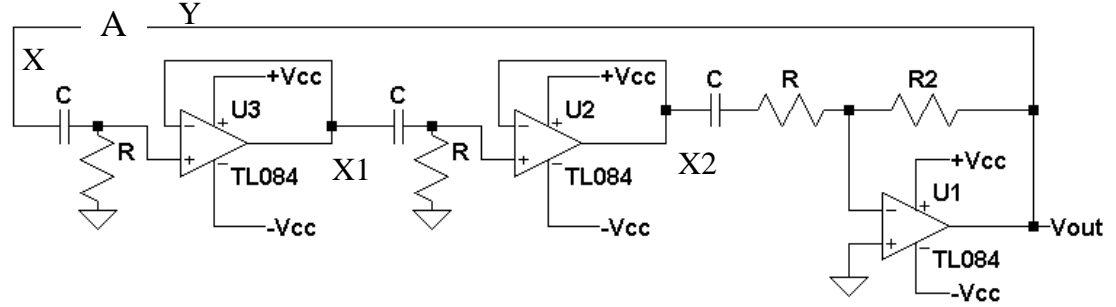 A
Y
X
C
R
+Vcc
U3
-
+
+
-
TL084
-Vcc
X1
C
R
+Vcc
U2
-
+
+
-
TL084
-Vcc
X2
C
R
R2
+Vcc
U1
-
+
+
-
TL084
-Vcc
Vout